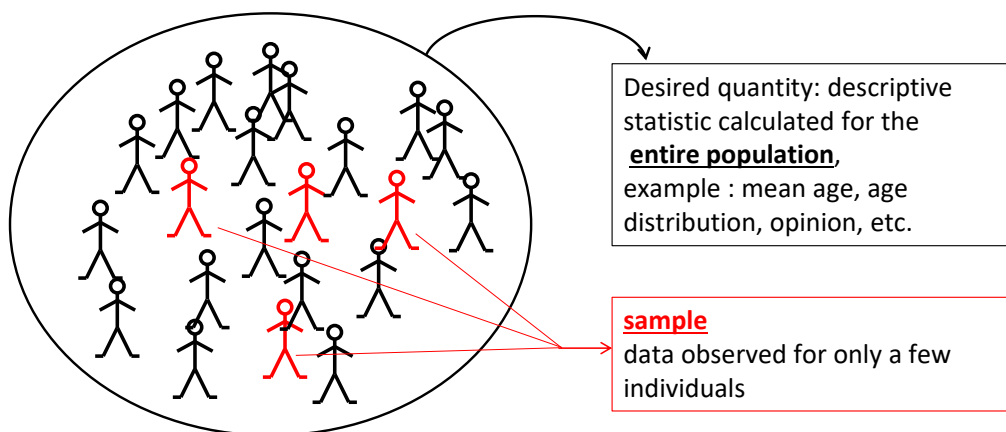 Desired quantity: descriptive
statistic calculated for the
entire population,
example : mean age, age
distribution, opinion, etc.
sample
data observed for only a few
individuals